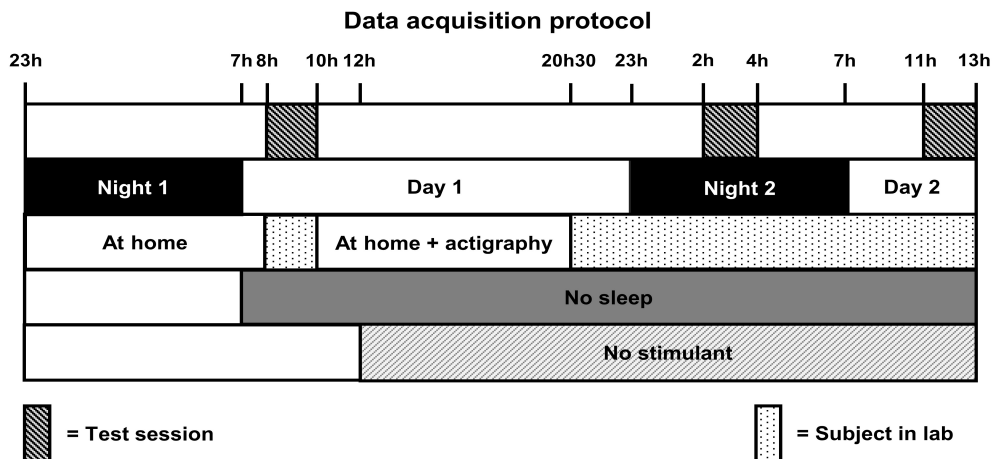 Data acquisition protocol
23h 7h 8h 10h 12h 20h30 23h 2h 4h 7h 11h 13h
Night 1 Day 1 Night 2 Day 2
At home At home + actigraphy
No sleep
No stimulant
= Test session = Subject in lab